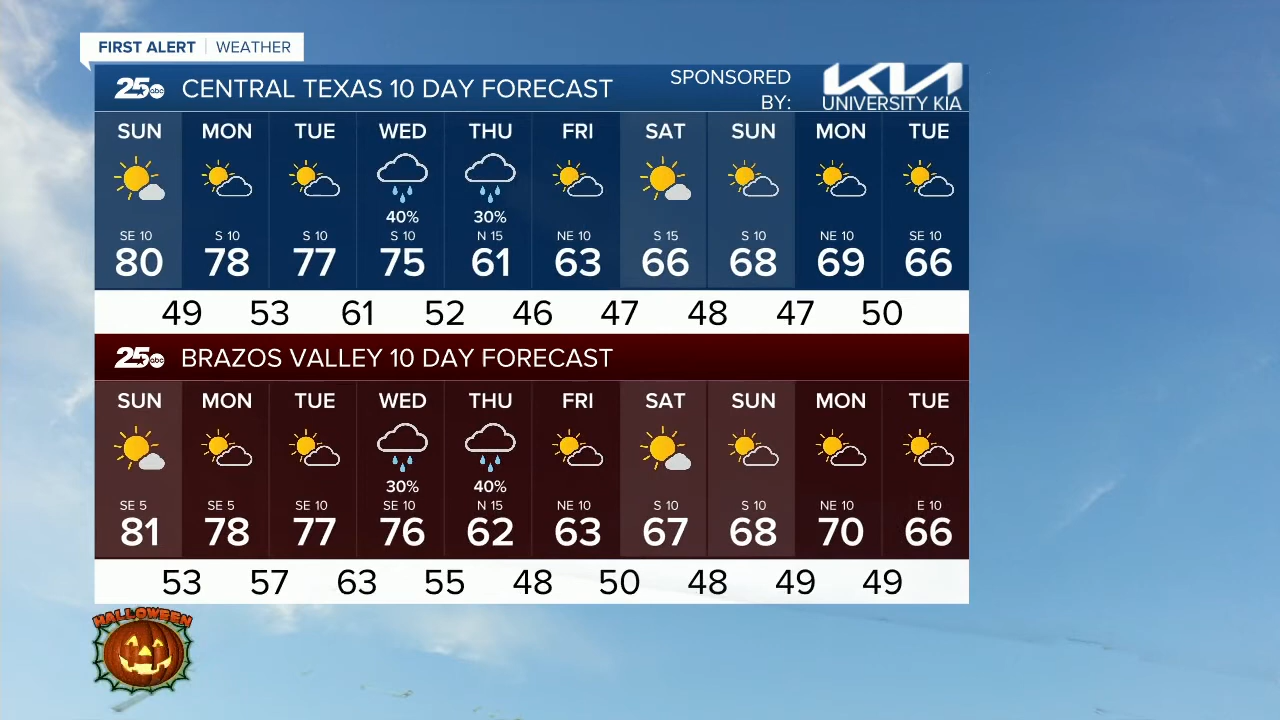 FIRST ALERT | WEATHER
25 abc CENTRAL TEXAS 10 DAY FORECAST SPONSORED BY: KIA UNIVERSITY KIA
SUN MON TUE WED THU FRI SAT SUN MON TUE
40% 30%
SE 10 S 10 S 10 S 10 N 15 NE 10 S 15 S 10 NE 10 SE 10
80 78 77 75 61 63 66 68 69 66
49 53 61 52 46 47 48 47 50
25 abc BRAZOS VALLEY 10 DAY FORECAST
SUN MON TUE WED THU FRI SAT SUN MON TUE
30% 40%
SE 5 SE 5 SE 10 SE 10 N 15 NE 10 S 10 S 10 NE 10 E 10
81 78 77 76 62 63 67 68 70 66
53 57 63 55 48 50 48 49 49
HALLOWEEN